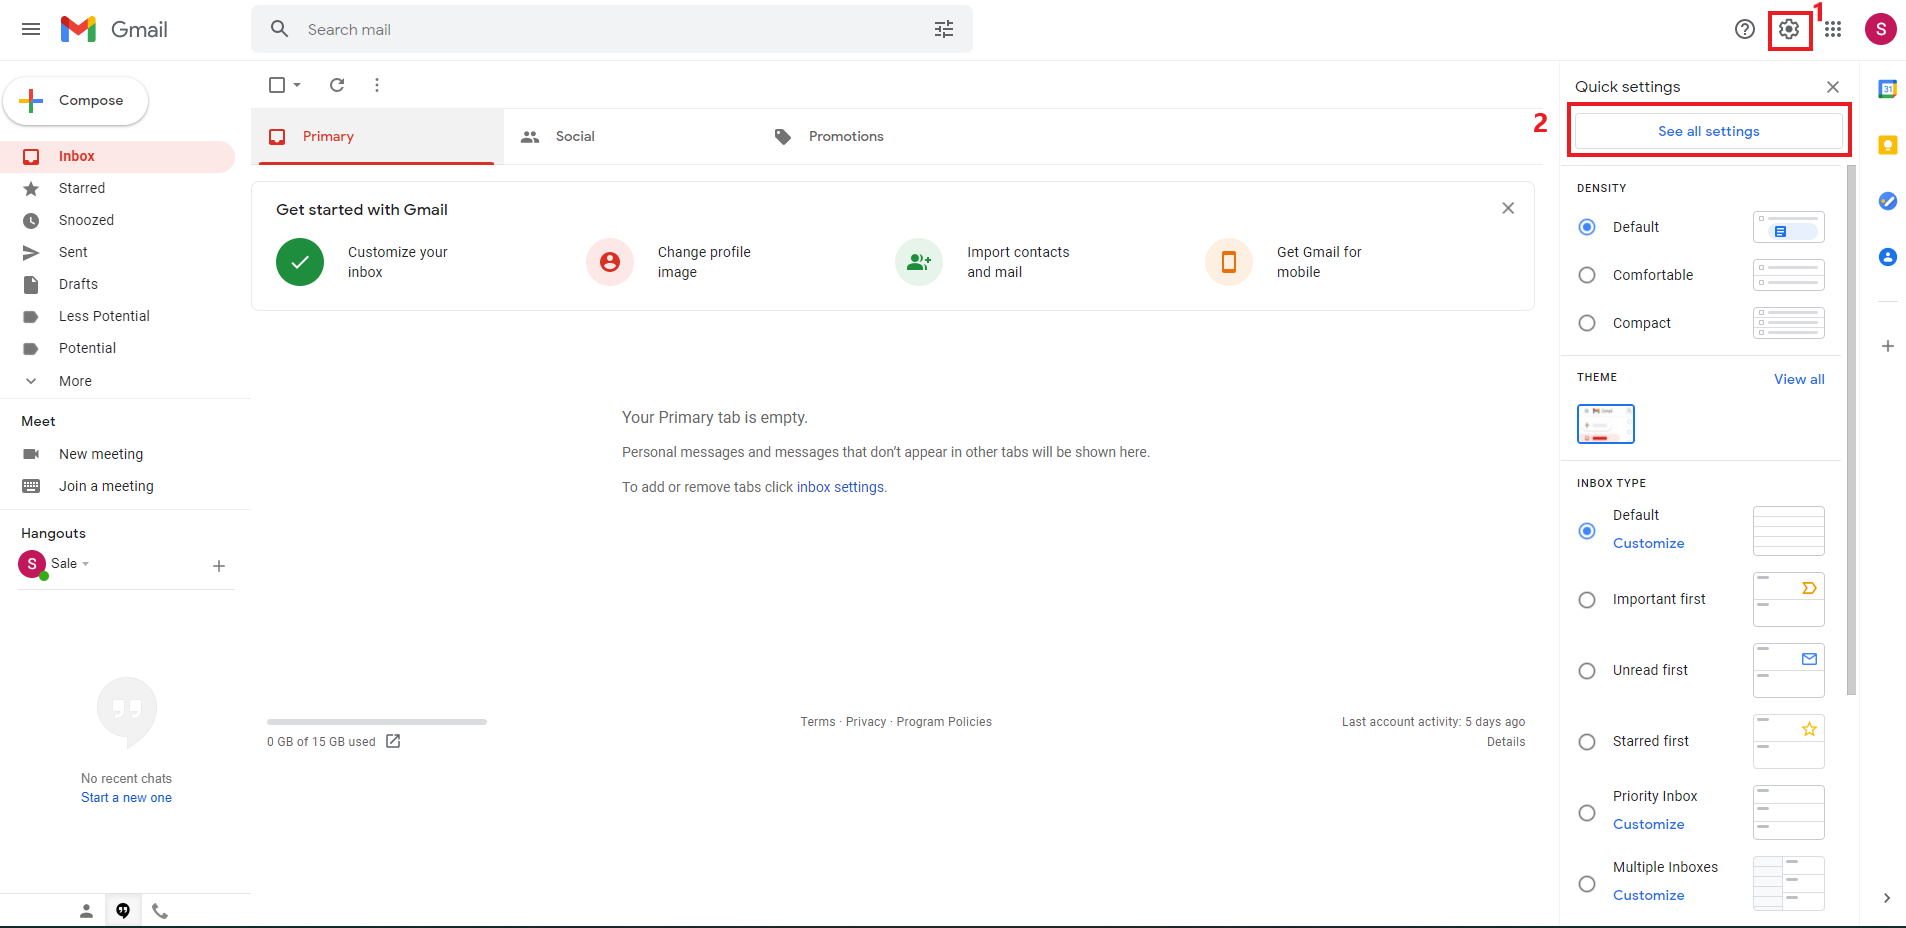 Gmail
Search mail
1
S
Compose
Inbox
Starred
Snoozed
Sent
Drafts
Less Potential
Potential
More
Meet
New meeting
Join a meeting
Hangouts
S
Sale
No recent chats
Start a new one
Primary
Social
Promotions
Get started with Gmail
Customize your
inbox
Change profile
image
Import contacts
and mail
Get Gmail for
mobile
Your Primary tab is empty.
Personal messages and messages that don't appear in other tabs will be shown here.
To add or remove tabs click inbox settings.
0 GB of 15 GB used
Terms · Privacy · Program Policies
Last account activity: 5 days ago
Details
Quick settings
2
See all settings
DENSITY
Default
Comfortable
Compact
THEME
View all
Gmail
INBOX TYPE
Default
Customize
Important first
Unread first
Starred first
Priority Inbox
Customize
Multiple Inboxes
Customize
31